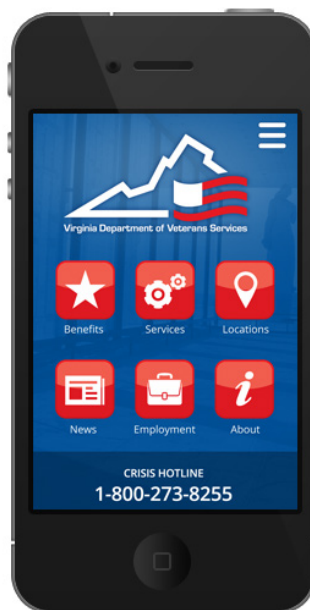 Virginia Department of Veterans Services
Benefits Services Locations
News Employment About
CRISIS HOTLINE
1-800-273-8255